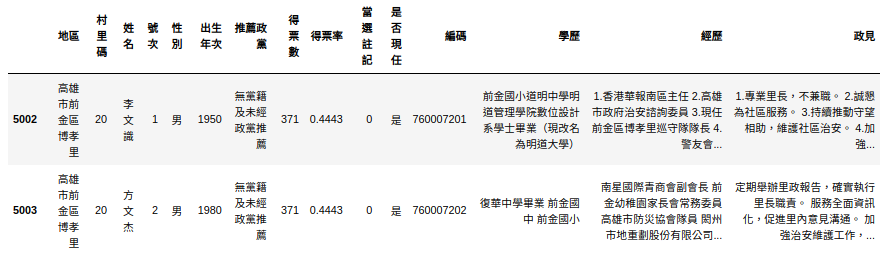 地區 村里碼 姓名 號次 性別 出生年次 推薦政黨 得票數 得票率 當選註記 是否現任 編碼 學歷 經歷 政見
5002 高雄市前金區博孝里 20 李文識 1 男 1950 無黨籍及未經政黨推薦 371 0.4443 0 是 760007201 前金國小道明中學明道管理學院數位設計系學士畢業（現改名為明道大學） 1.香港華報南區主任 2.高雄市政府治安諮詢委員 3.現任前金區博孝里巡守隊隊長 4.警友會... 1.專業里長，不兼職。 2.誠懇為社區服務。 3.持續推動守望相助，維護社區治安。 4.加強...
5003 高雄市前金區博孝里 20 方文杰 2 男 1980 無黨籍及未經政黨推薦 371 0.4443 0 是 760007202 復華中學畢業 前金國中 前金國小 南星國際青商會副會長 前金幼稚園家長會常務委員 高雄市防災協會隊員 閎州市地重劃股份有限公司... 定期舉辦里政報告，確實執行里長職責。 服務全面資訊化，促進里內意見溝通。 加強治安維護工作，...